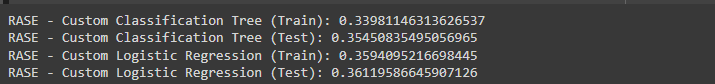 RASE - Custom Classification Tree (Train): 0.33981146313626537
RASE - Custom Classification Tree (Test): 0.35450835495056965
RASE - Custom Logistic Regression (Train): 0.3594095216698445
RASE - Custom Logistic Regression (Test): 0.36119586645907126